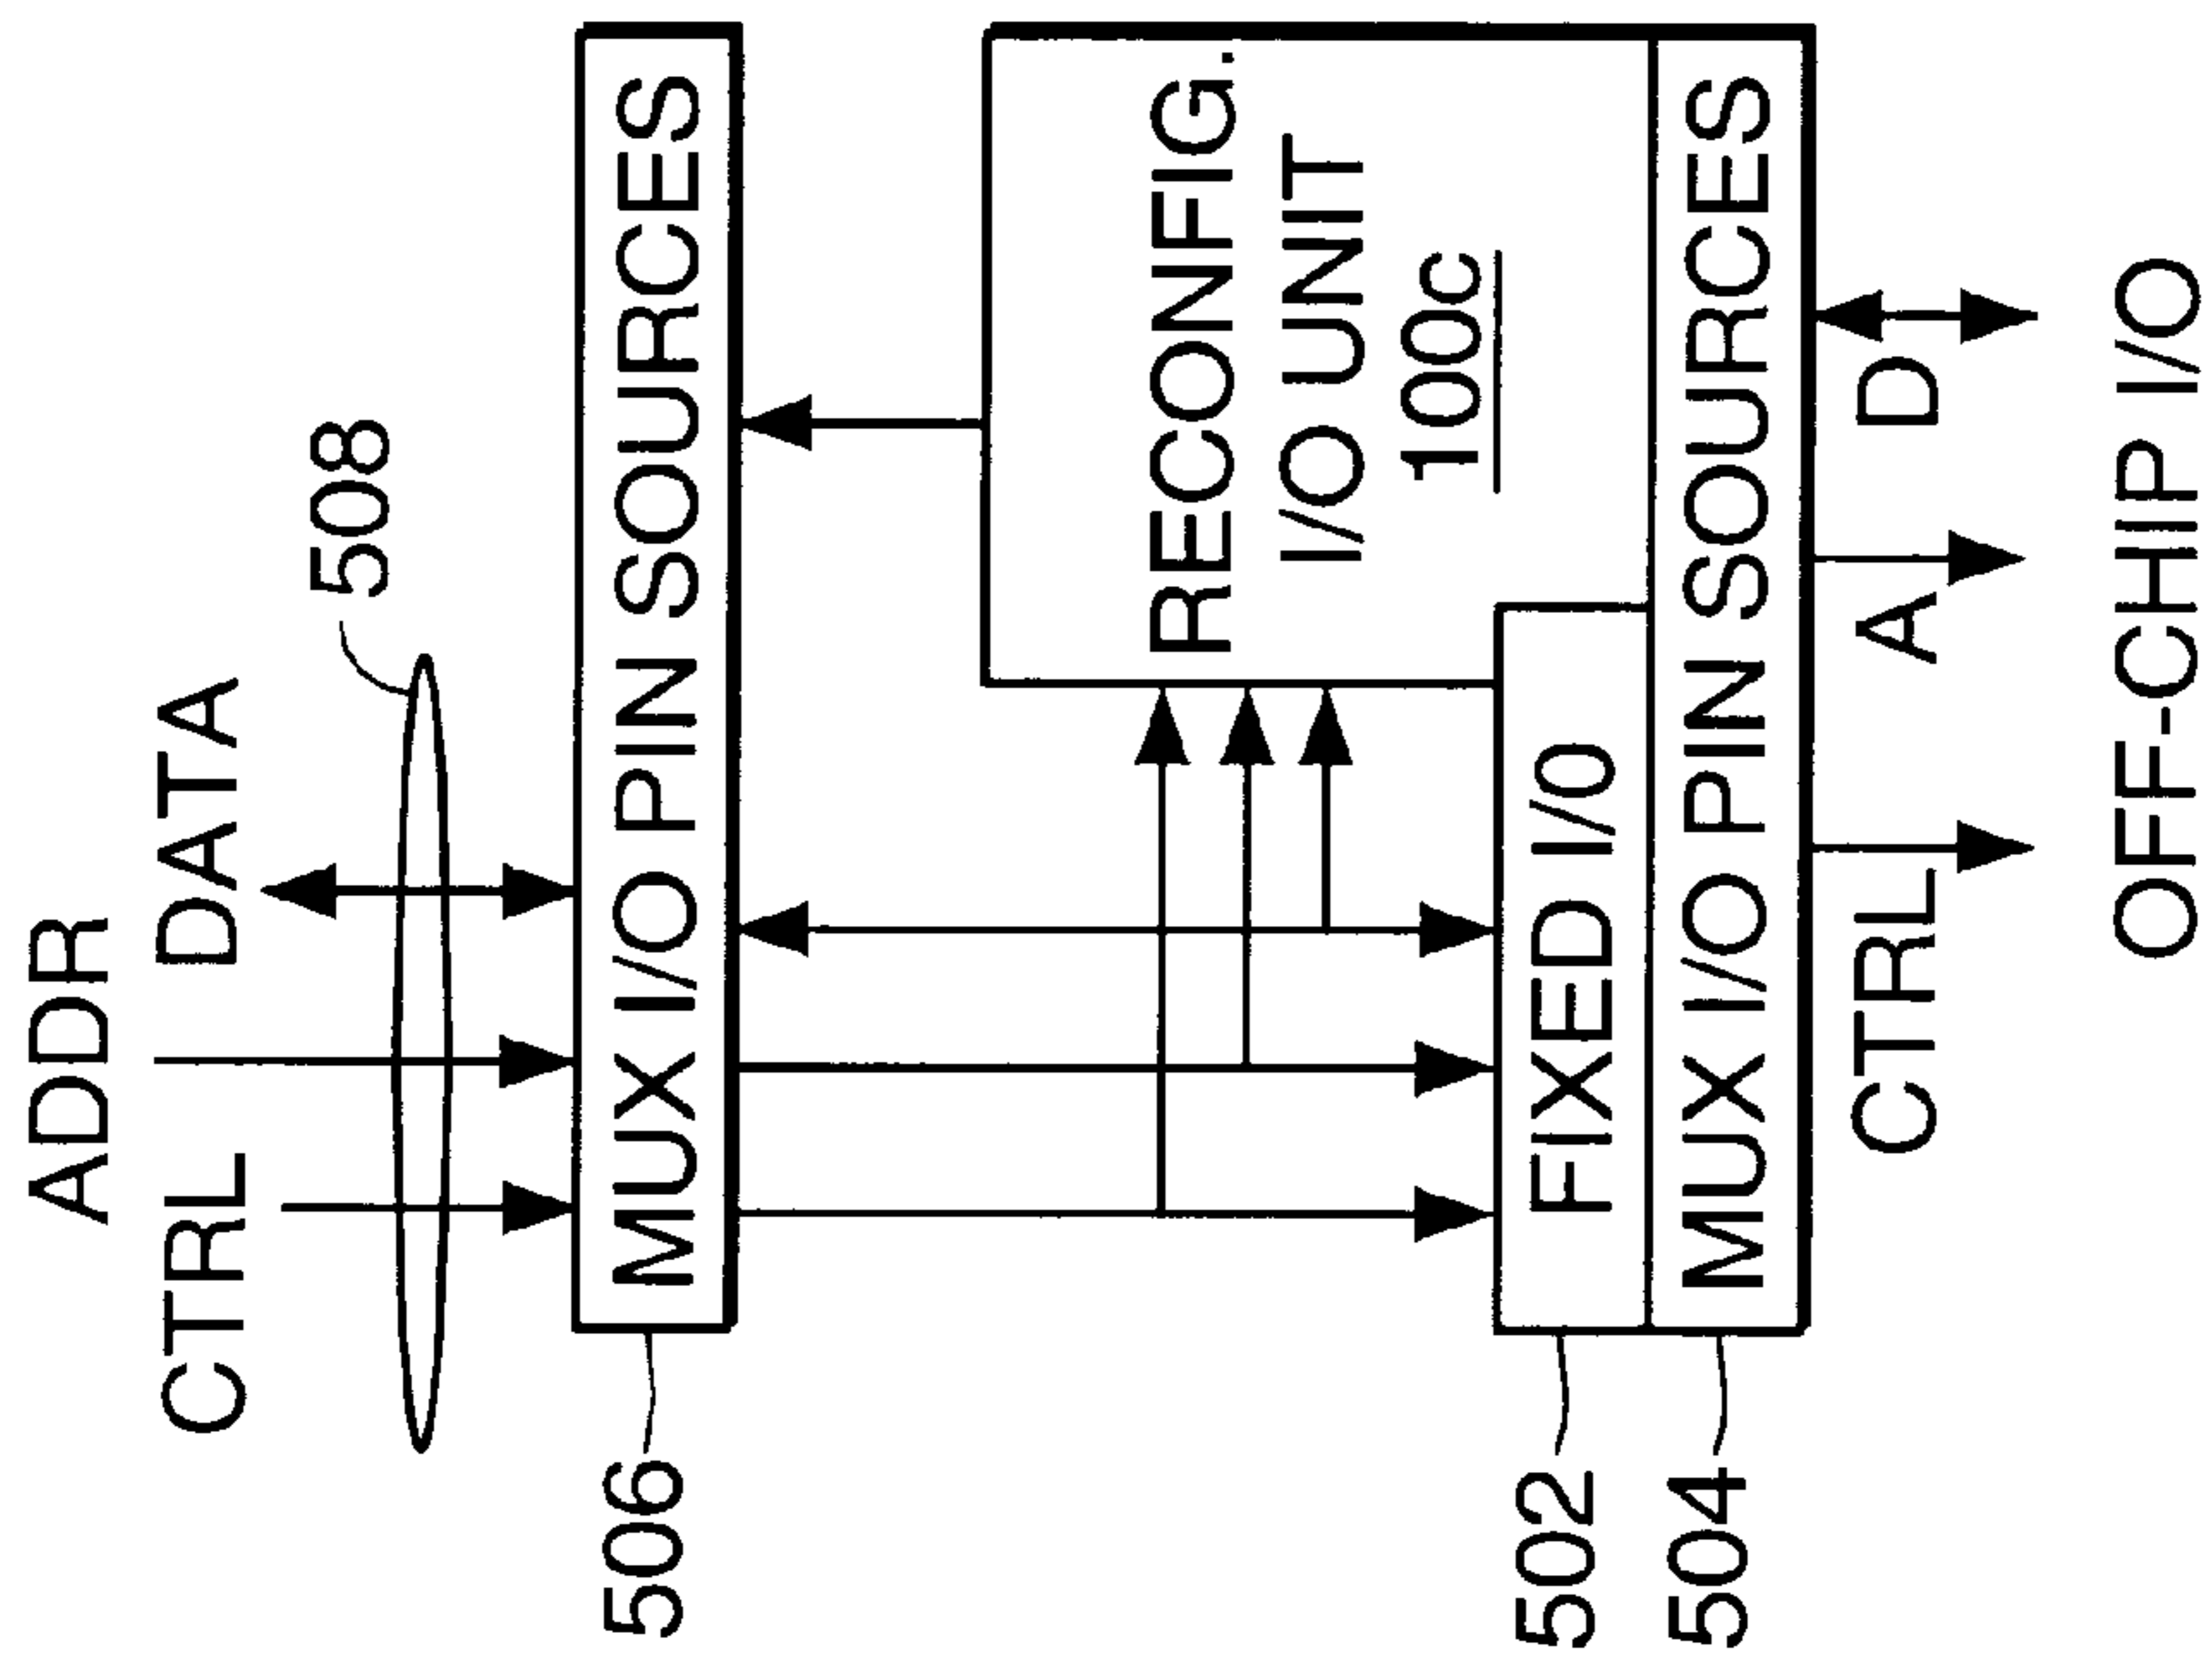 ADDR
CTRL DATA
508
506 MUX I/O PIN SOURCES
RECONFIG.
I/O UNIT
100c
502 FIXED I/O
504 MUX I/O PIN SOURCES
CTRL A D
OFF-CHIP I/O